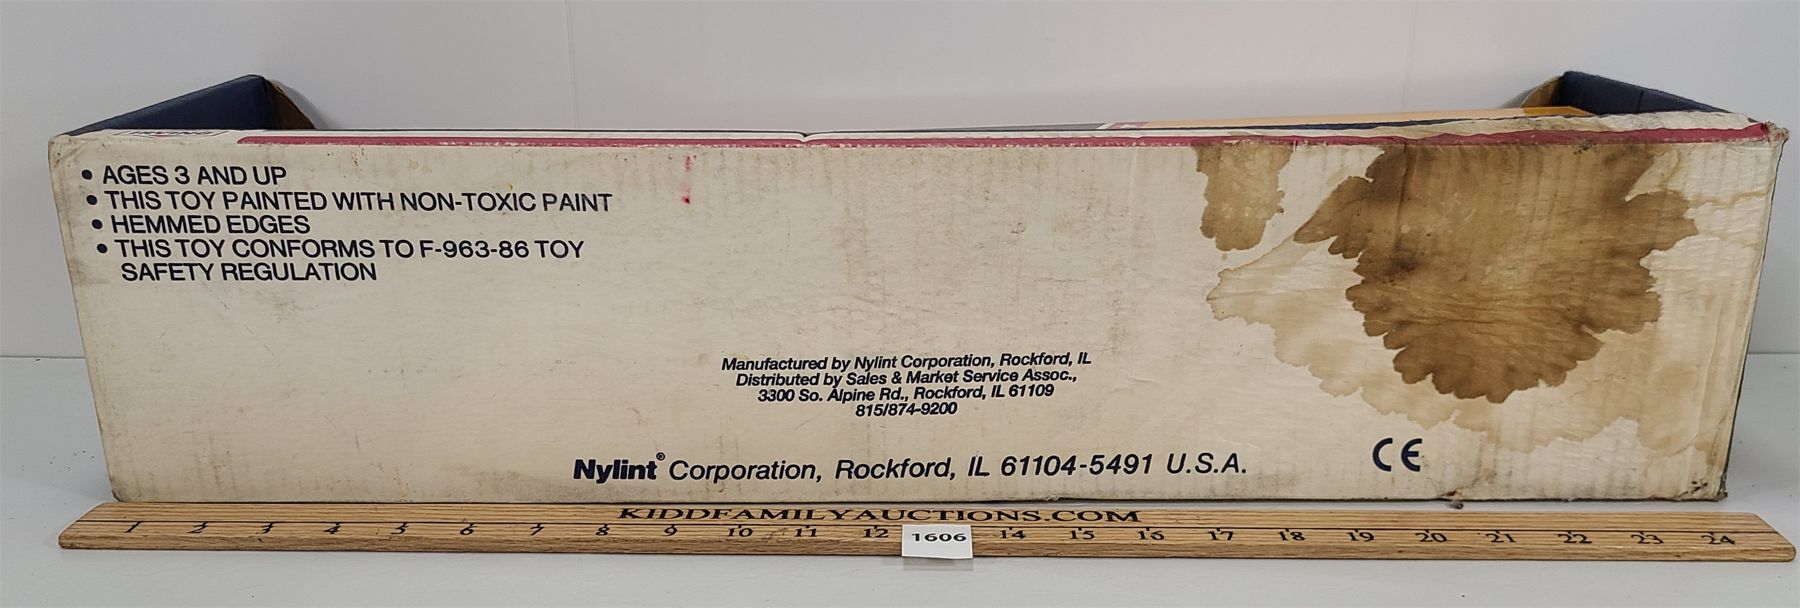 IRVING
• AGES 3 AND UP
• THIS TOY PAINTED WITH NON-TOXIC PAINT
• HEMMED EDGES
• THIS TOY CONFORMS TO F-963-86 TOY
SAFETY REGULATION
Manufactured by Nylint Corporation, Rockford, IL
Distributed by Sales & Market Service Assoc.,
3300 So. Alpine Rd., Rockford, IL 61109
815/874-9200
Nylint® Corporation, Rockford, IL 61104-5491 U.S.A.
CE
KIDDFAMILYAUCTIONS.COM
1 2 3 4 5 6 7 8 9 10 11 12 14 15 16 17 18 19 20 21 22 23 24
1606